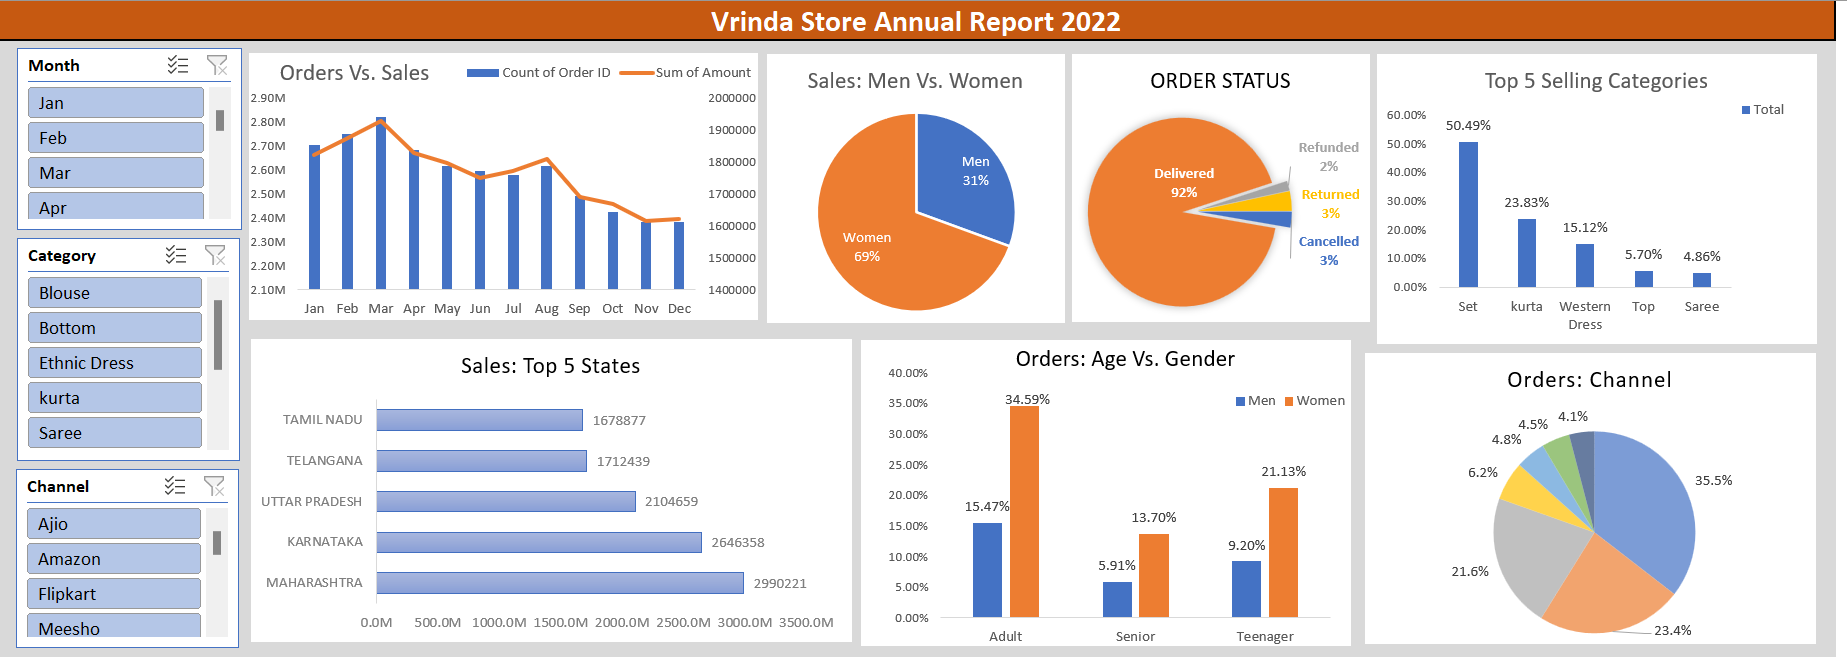 Vrinda Store Annual Report 2022
Month
Jan
Feb
Mar
Apr
Category
Blouse
Bottom
Ethnic Dress
kurta
Saree
Channel
Ajio
Amazon
Flipkart
Meesho
Orders Vs. Sales
Count of Order ID
Sum of Amount
2.90M
2.80M
2.70M
2.60M
2.50M
2.40M
2.30M
2.20M
2.10M
2000000
1900000
1800000
1700000
1600000
1500000
1400000
Jan Feb Mar Apr May Jun Jul Aug Sep Oct Nov Dec
Sales: Men Vs. Women
Men
31%
Women
69%
ORDER STATUS
Delivered
92%
Refunded
2%
Returned
3%
Cancelled
3%
Top 5 Selling Categories
Total
60.00%
50.00%
40.00%
30.00%
20.00%
10.00%
0.00%
50.49%
23.83%
15.12%
5.70%
4.86%
Set kurta Western Dress Top Saree
Sales: Top 5 States
TAMIL NADU 1678877
TELANGANA 1712439
UTTAR PRADESH 2104659
KARNATAKA 2646358
MAHARASHTRA 2990221
0.0M 500.0M 1000.0M 1500.0M 2000.0M 2500.0M 3000.0M 3500.0M
Orders: Age Vs. Gender
Men Women
40.00%
35.00%
30.00%
25.00%
20.00%
15.00%
10.00%
5.00%
0.00%
15.47%
34.59%
5.91%
13.70%
9.20%
21.13%
Adult Senior Teenager
Orders: Channel
35.5%
23.4%
21.6%
6.2%
4.8%
4.5%
4.1%